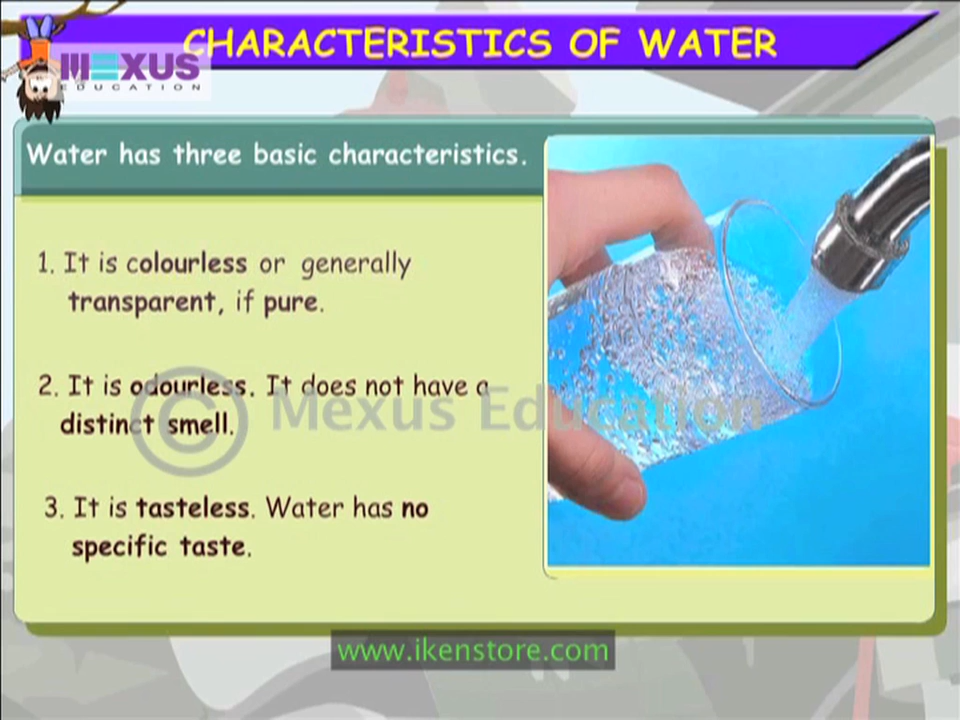 CHARACTERISTICS OF WATER
MEXUS
EDUCATION
Water has three basic characteristics.
1. It is colourless or generally
transparent, if pure.
2. It is odourless. It does not have a
distinct smell.
© Mexus Education
3. It is tasteless. Water has no
specific taste.
www.ikenstore.com